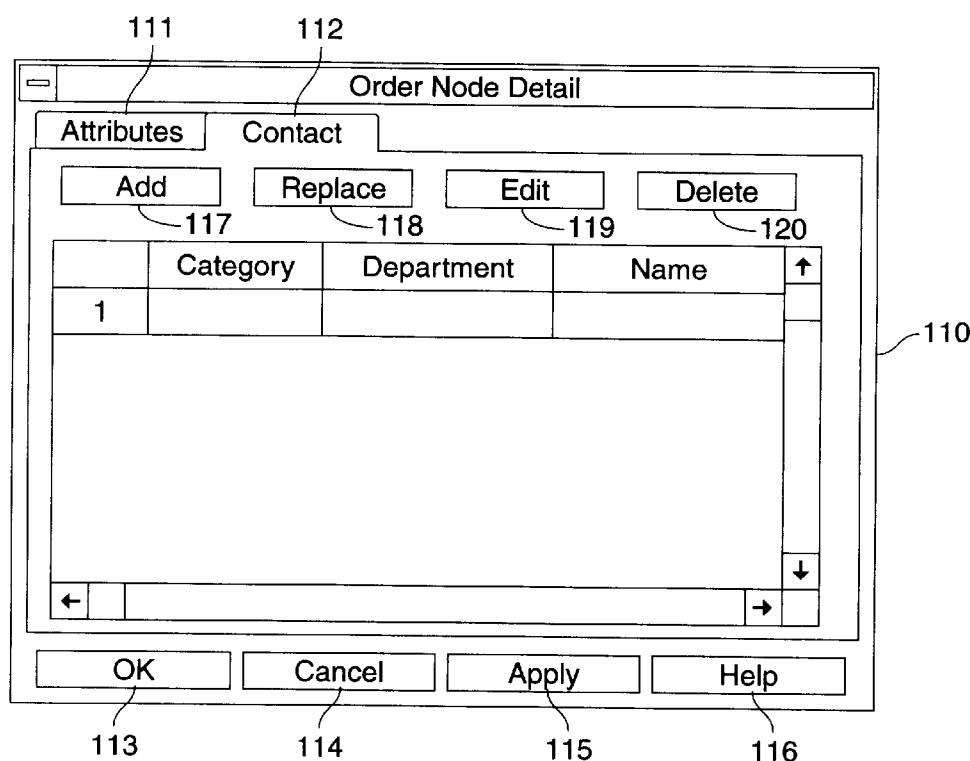 111 112
Order Node Detail
Attributes Contact
Add Replace Edit Delete
117 118 119 120
Category Department Name
1
110
OK Cancel Apply Help
113 114 115 116